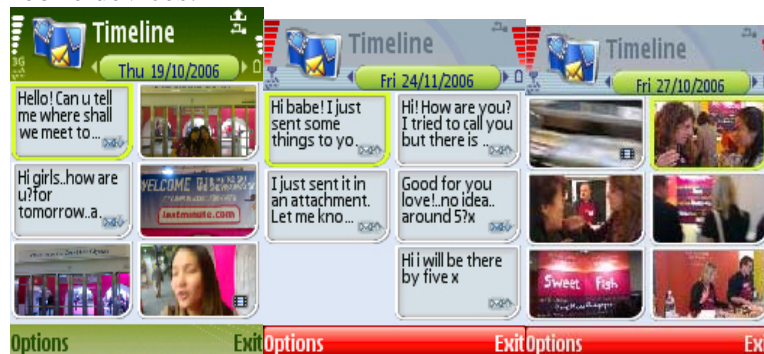 Timeline
3G
Thu 19/10/2006
Hello! Can u tell
me where shall
we meet to...
Hi girls..how are
u?for
tomorrow..a.
WELCOME
lastminute.com
Options
Exit
Timeline
Fri 24/11/2006
Hi babe! I just
sent some
things to yo.
Hi! How are you?
I tried to call you
but there is ..
I just sent it in
an attachment.
Let me kno...
Good for you
love!..no idea..
around 5?x
Hi i will be there
by five x
Options
Exit
Timeline
Fri 27/10/2006
Sweet Fish
Options
Ex